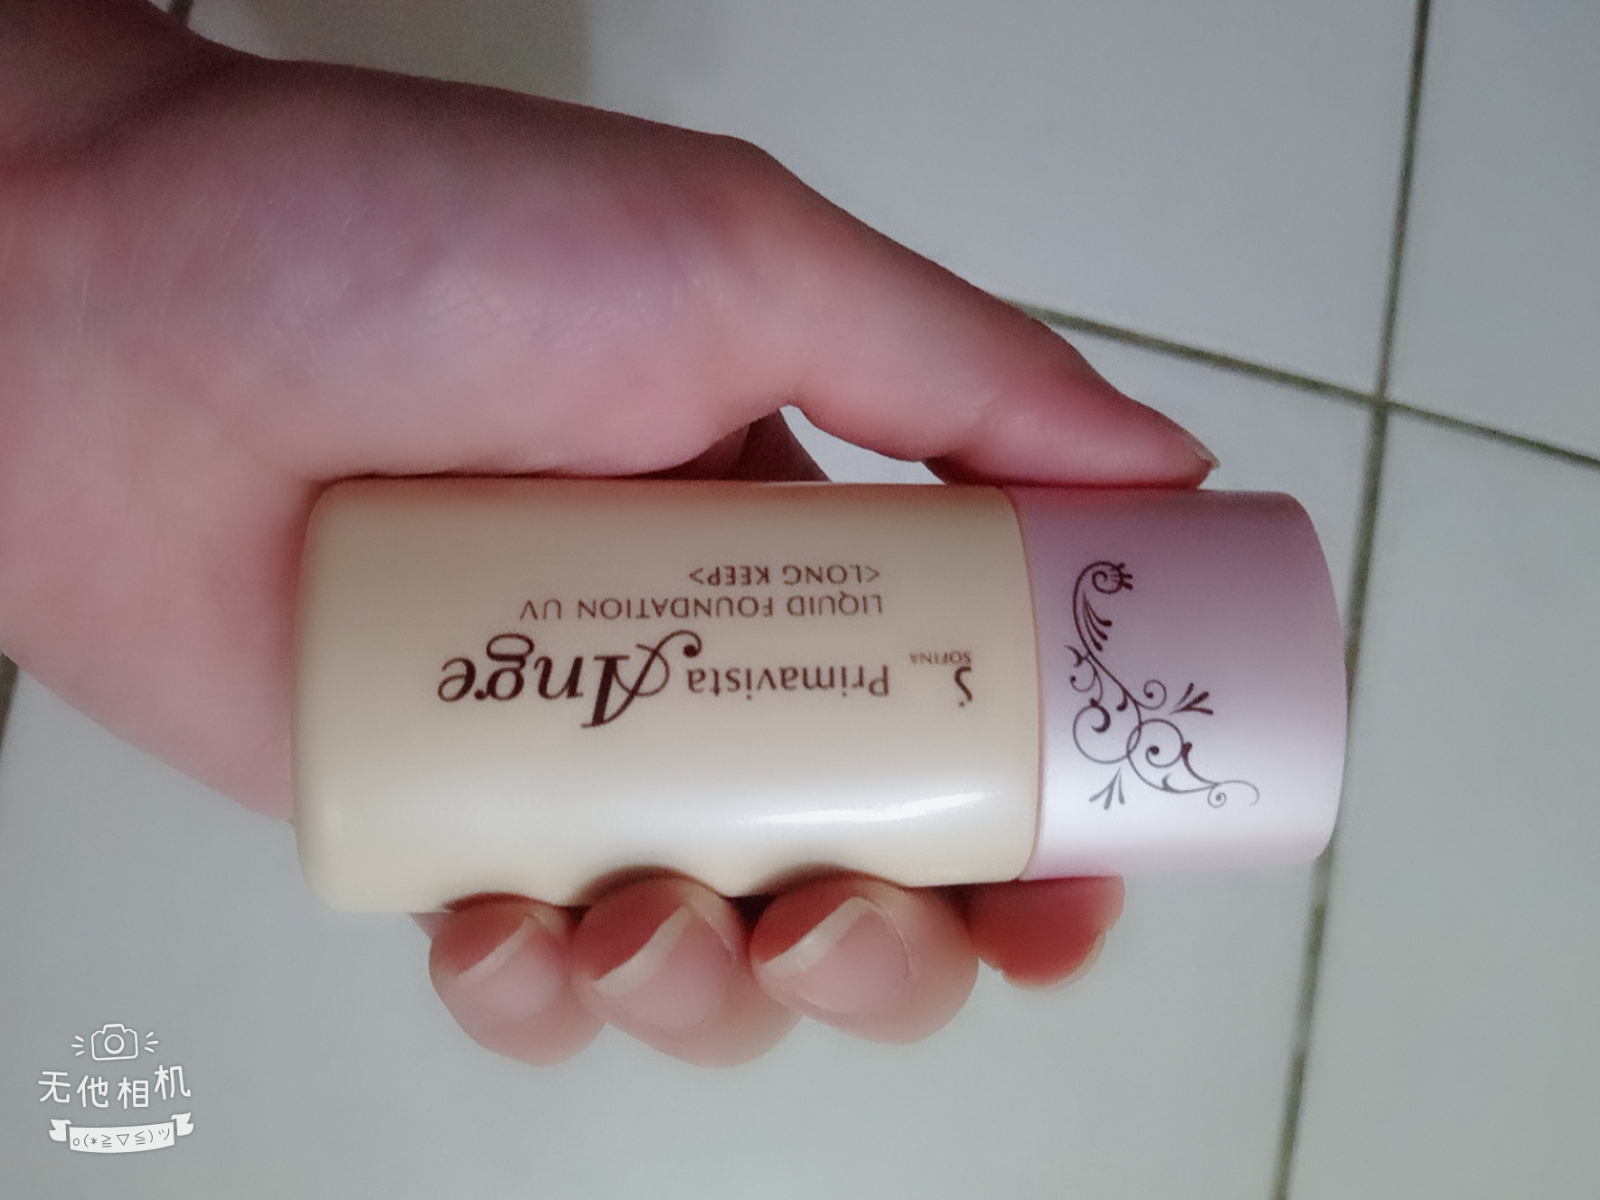 SOFINA
Primavista Ange
LIQUID FOUNDATION UV
<LONG KEEP>
无他相机
o(*≧▽≦)ツ